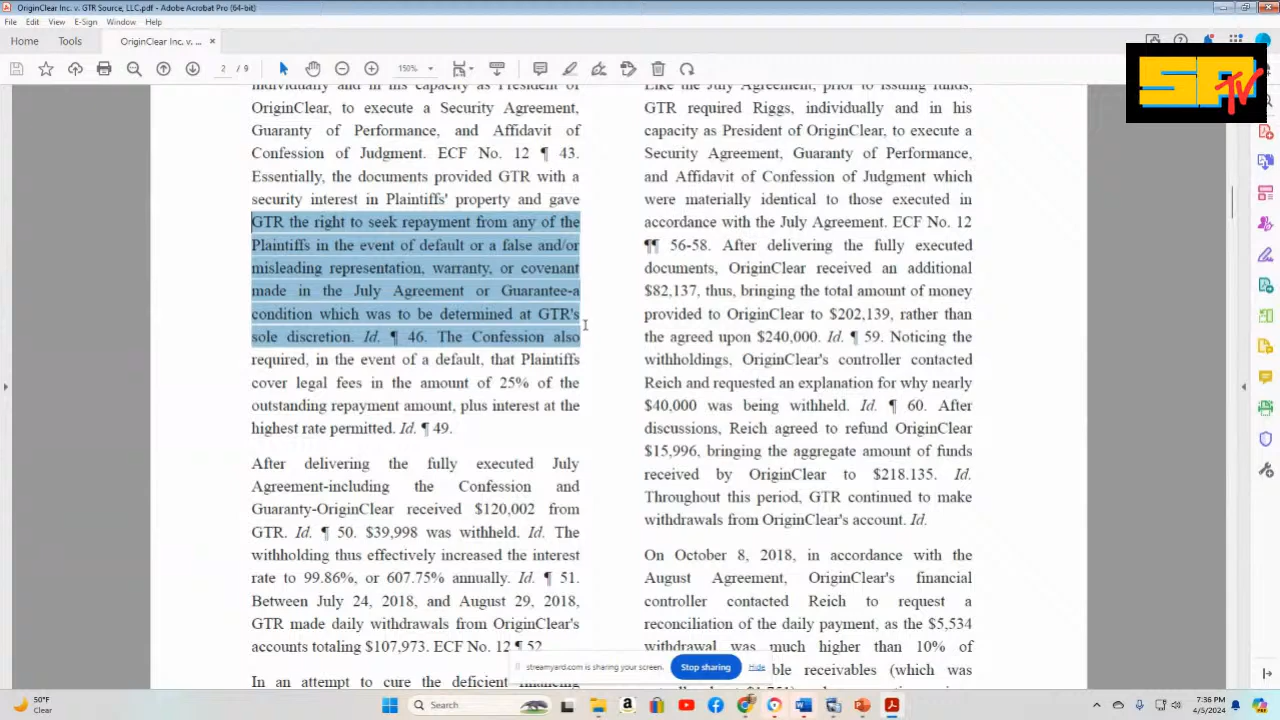 OriginClear Inc. v. GTR Source, LLC.pdf - Adobe Acrobat Pro (64-bit)
File Edit View E-Sign Window Help
Home Tools OriginClear Inc. v. ... ×
2 / 9 150%
SFTV
individually and in his capacity as President of
OriginClear, to execute a Security Agreement,
Guaranty of Performance, and Affidavit of
Confession of Judgment. ECF No. 12 ¶ 43.
Essentially, the documents provided GTR with a
security interest in Plaintiffs' property and gave
GTR the right to seek repayment from any of the
Plaintiffs in the event of default or a false and/or
misleading representation, warranty, or covenant
made in the July Agreement or Guarantee-a
condition which was to be determined at GTR's
sole discretion. Id. ¶ 46. The Confession also
required, in the event of a default, that Plaintiffs
cover legal fees in the amount of 25% of the
outstanding repayment amount, plus interest at the
highest rate permitted. Id. ¶ 49.
After delivering the fully executed July
Agreement-including the Confession and
Guaranty-OriginClear received $120,002 from
GTR. Id. ¶ 50. $39,998 was withheld. Id. The
withholding thus effectively increased the interest
rate to 99.86%, or 607.75% annually. Id. ¶ 51.
Between July 24, 2018, and August 29, 2018,
GTR made daily withdrawals from OriginClear's
accounts totaling $107,973. ECF No. 12 ¶ 52.
In an attempt to cure the deficient financing
Like the July Agreement, prior to issuing funds,
GTR required Riggs, individually and in his
capacity as President of OriginClear, to execute a
Security Agreement, Guaranty of Performance,
and Affidavit of Confession of Judgment which
were materially identical to those executed in
accordance with the July Agreement. ECF No. 12
¶¶ 56-58. After delivering the fully executed
documents, OriginClear received an additional
$82,137, thus, bringing the total amount of money
provided to OriginClear to $202,139, rather than
the agreed upon $240,000. Id. ¶ 59. Noticing the
withholdings, OriginClear's controller contacted
Reich and requested an explanation for why nearly
$40,000 was being withheld. Id. ¶ 60. After
discussions, Reich agreed to refund OriginClear
$15,996, bringing the aggregate amount of funds
received by OriginClear to $218.135. Id.
Throughout this period, GTR continued to make
withdrawals from OriginClear's account. Id.
On October 8, 2018, in accordance with the
August Agreement, OriginClear's financial
controller contacted Reich to request a
reconciliation of the daily payment, as the $5,534
withdrawal was much higher than 10% of
ble receivables (which was
streamyard.com is sharing your screen. Stop sharing Hide
50°F
Clear
Search
7:36 PM
4/5/2024